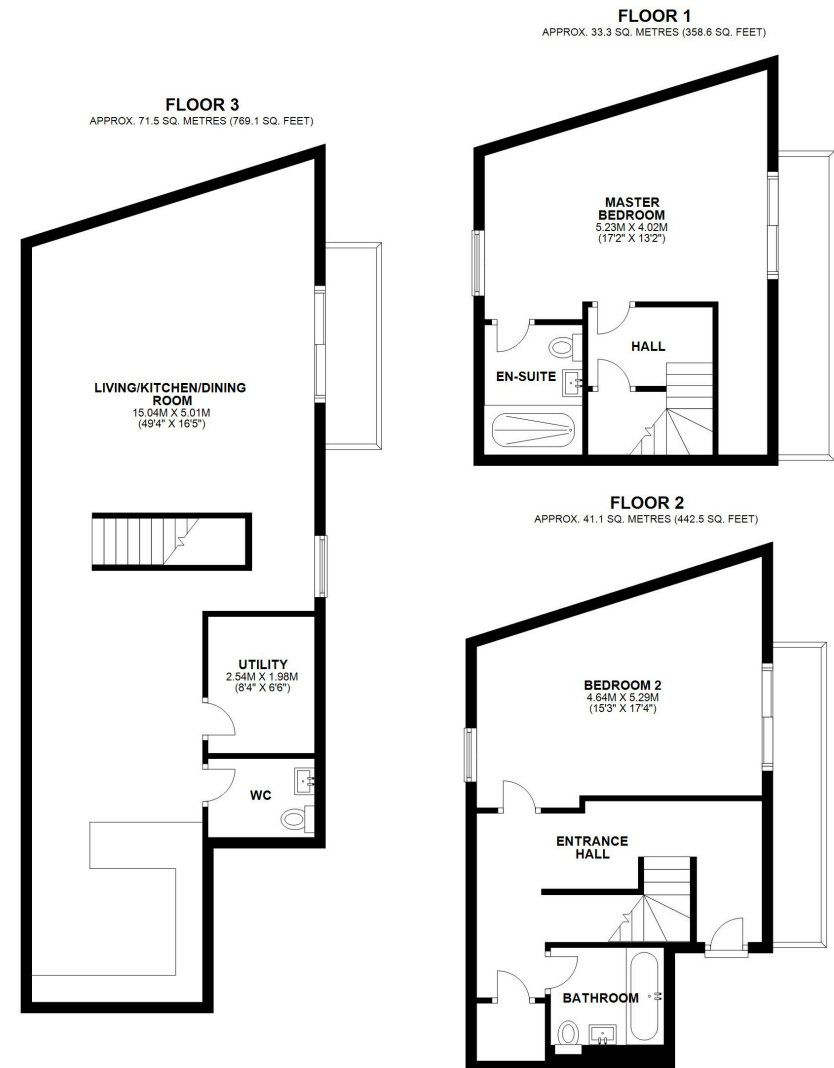 FLOOR 1
APPROX. 33.3 SQ. METRES (358.6 SQ. FEET)
MASTER
BEDROOM
5.23M X 4.02M
(17'2" X 13'2")
HALL
EN-SUITE
FLOOR 3
APPROX. 71.5 SQ. METRES (769.1 SQ. FEET)
LIVING/KITCHEN/DINING
ROOM
15.04M X 5.01M
(49'4" X 16'5")
UTILITY
2.54M X 1.98M
(8'4" X 6'6")
WC
FLOOR 2
APPROX. 41.1 SQ. METRES (442.5 SQ. FEET)
BEDROOM 2
4.64M X 5.29M
(15'3" X 17'4")
ENTRANCE
HALL
BATHROOM